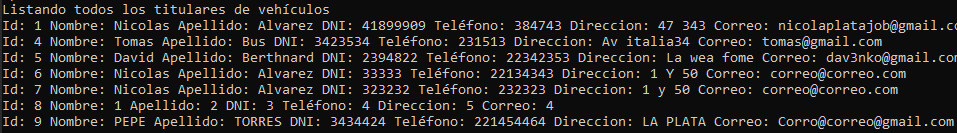 Listando todos los titulares de vehículos
Id: 1 Nombre: Nicolas Apellido: Alvarez DNI: 41899909 Teléfono: 384743 Direccion: 47 343 Correo: nicolaplatajob@gmail.com
Id: 4 Nombre: Tomas Apellido: Bus DNI: 3423534 Teléfono: 231513 Direccion: Av italia34 Correo: tomas@gmail.com
Id: 5 Nombre: David Apellido: Berthnard DNI: 2394822 Teléfono: 22342353 Direccion: La wea fome Correo: dav3nko@gmail.com
Id: 6 Nombre: Nicolas Apellido: Alvarez DNI: 33333 Teléfono: 22134343 Direccion: 1 Y 50 Correo: correo@correo.com
Id: 7 Nombre: Nicolas Apellido: Alvarez DNI: 323232 Teléfono: 232323 Direccion: 1 y 50 Correo: correo@correo.com
Id: 8 Nombre: 1 Apellido: 2 DNI: 3 Teléfono: 4 Direccion: 5 Correo: 4
Id: 9 Nombre: PEPE Apellido: TORRES DNI: 3434424 Teléfono: 221454464 Direccion: LA PLATA Correo: Corro@correo@gmail.com